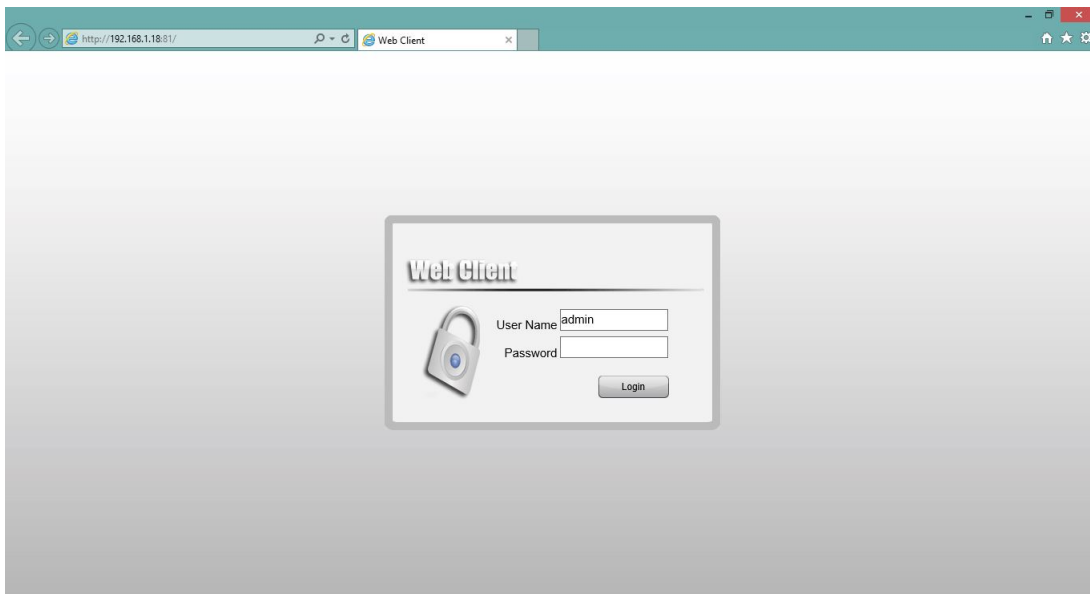 http://192.168.1.18:81/
Web Client
Web Client
User Name admin
Password
Login